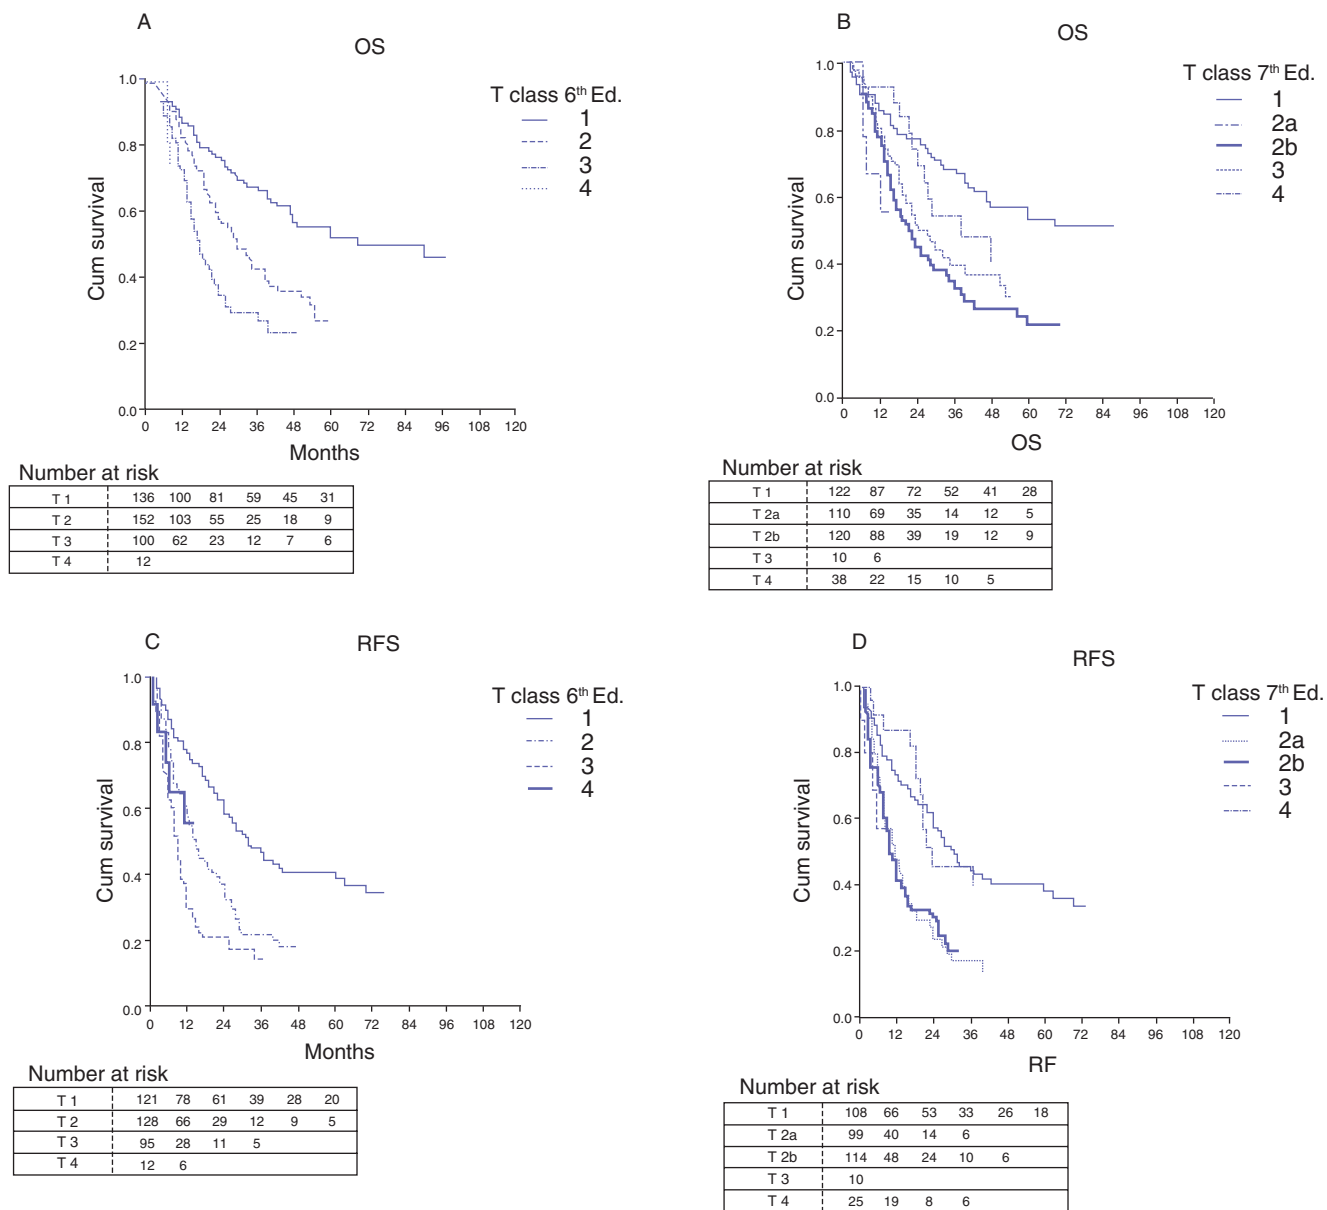 A
OS
T class 6th Ed.
1
2
3
4
Cum survival
1.0
0.8
0.6
0.4
0.2
0.0
0 12 24 36 48 60 72 84 96 108 120
Months
Number at risk
T 1 136 100 81 59 45 31
T 2 152 103 55 25 18 9
T 3 100 62 23 12 7 6
T 4 12
B
OS
T class 7th Ed.
1
2a
2b
3
4
Cum survival
1.0
0.8
0.6
0.4
0.2
0.0
0 12 24 36 48 60 72 84 96 108 120
OS
Number at risk
T 1 122 87 72 52 41 28
T 2a 110 69 35 14 12 5
T 2b 120 88 39 19 12 9
T 3 10 6
T 4 38 22 15 10 5
C
RFS
T class 6th Ed.
1
2
3
4
Cum survival
1.0
0.8
0.6
0.4
0.2
0.0
0 12 24 36 48 60 72 84 96 108 120
Months
Number at risk
T 1 121 78 61 39 28 20
T 2 128 66 29 12 9 5
T 3 95 28 11 5
T 4 12 6
D
RFS
T class 7th Ed.
1
2a
2b
3
4
Cum survival
1.0
0.8
0.6
0.4
0.2
0.0
0 12 24 36 48 60 72 84 96 108 120
RF
Number at risk
T 1 108 66 53 33 26 18
T 2a 99 40 14 6
T 2b 114 48 24 10 6
T 3 10
T 4 25 19 8 6